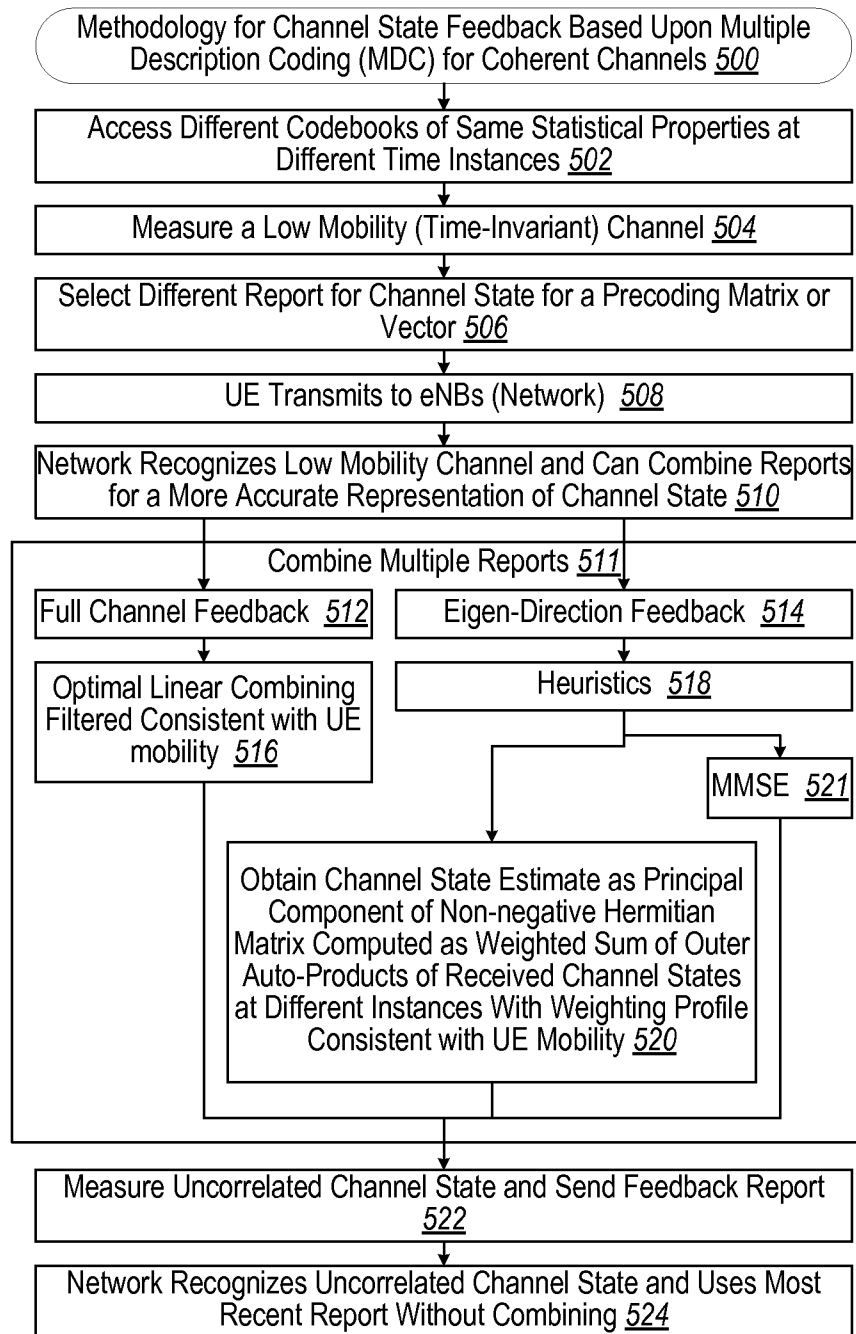 Methodology for Channel State Feedback Based Upon Multiple
Description Coding (MDC) for Coherent Channels 500
Access Different Codebooks of Same Statistical Properties at
Different Time Instances 502
Measure a Low Mobility (Time-Invariant) Channel 504
Select Different Report for Channel State for a Precoding Matrix or
Vector 506
UE Transmits to eNBs (Network) 508
Network Recognizes Low Mobility Channel and Can Combine Reports
for a More Accurate Representation of Channel State 510
Combine Multiple Reports 511
Full Channel Feedback 512
Eigen-Direction Feedback 514
Optimal Linear Combining
Filtered Consistent with UE
mobility 516
Heuristics 518
MMSE 521
Obtain Channel State Estimate as Principal
Component of Non-negative Hermitian
Matrix Computed as Weighted Sum of Outer
Auto-Products of Received Channel States
at Different Instances With Weighting Profile
Consistent with UE Mobility 520
Measure Uncorrelated Channel State and Send Feedback Report
522
Network Recognizes Uncorrelated Channel State and Uses Most
Recent Report Without Combining 524